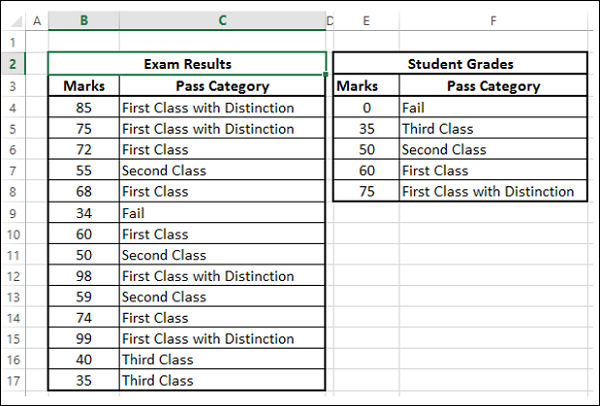 A B C D E F
1
2 Exam Results Student Grades
3 Marks Pass Category Marks Pass Category
4 85 First Class with Distinction 0 Fail
5 75 First Class with Distinction 35 Third Class
6 72 First Class 50 Second Class
7 55 Second Class 60 First Class
8 68 First Class 75 First Class with Distinction
9 34 Fail
10 60 First Class
11 50 Second Class
12 98 First Class with Distinction
13 59 Second Class
14 74 First Class
15 99 First Class with Distinction
16 40 Third Class
17 35 Third Class